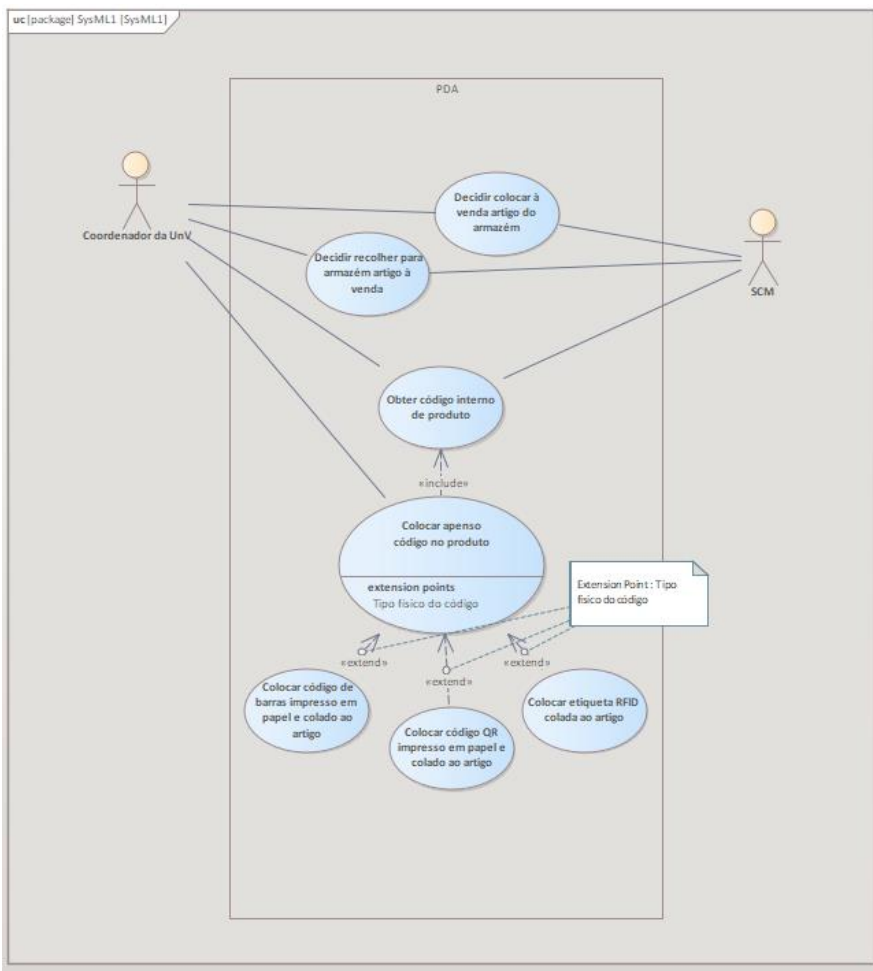 uc [package] SysML1 [SysML1]
PDA
Coordenador da UnV
Decidir colocar à
venda artigo do
armazém
SCM
Decidir recolher para
armazém artigo à
venda
Obter código interno
de produto
«include»
Colocar apenso
código no produto
extension points
Tipo físico do código
Extension Point : Tipo
físico do código
«extend»
«extend»
«extend»
Colocar código de
barras impresso em
papel e colado ao
artigo
Colocar código QR
impresso em papel e
colado ao artigo
Colocar etiqueta RFID
colada ao artigo